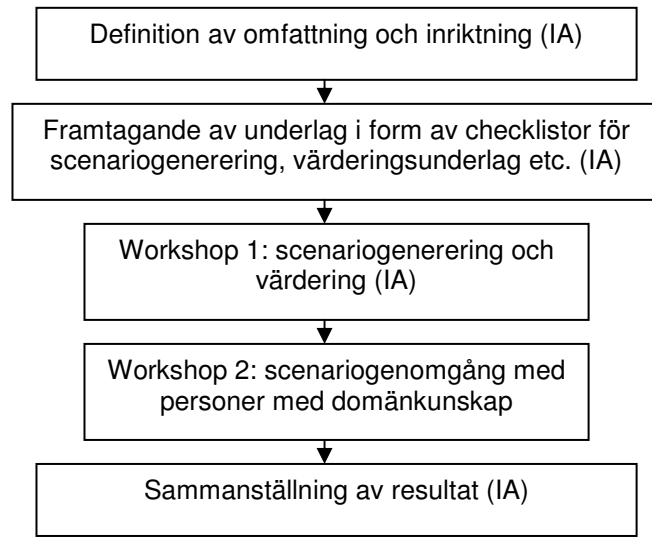 Definition av omfattning och inriktning (IA)
Framtagande av underlag i form av checklistor för
scenariogenerering, värderingsunderlag etc. (IA)
Workshop 1: scenariogenerering och
värdering (IA)
Workshop 2: scenariogenomgång med
personer med domänkunskap
Sammanställning av resultat (IA)